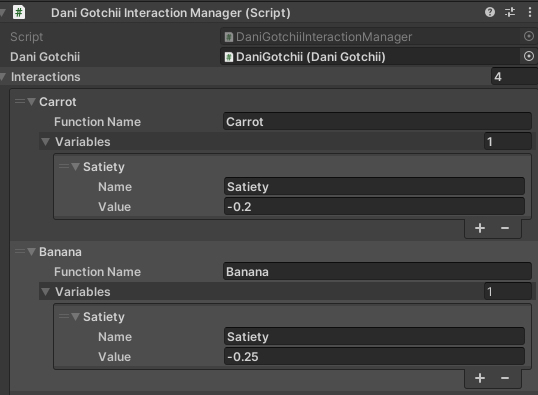 Dani Gotchii Interaction Manager (Script)
Script DaniGotchiiInteractionManager
Dani Gotchii DaniGotchii (Dani Gotchii)
Interactions 4
Carrot
Function Name Carrot
Variables 1
Satiety
Name Satiety
Value -0.2
+ −
Banana
Function Name Banana
Variables 1
Satiety
Name Satiety
Value -0.25
+ −